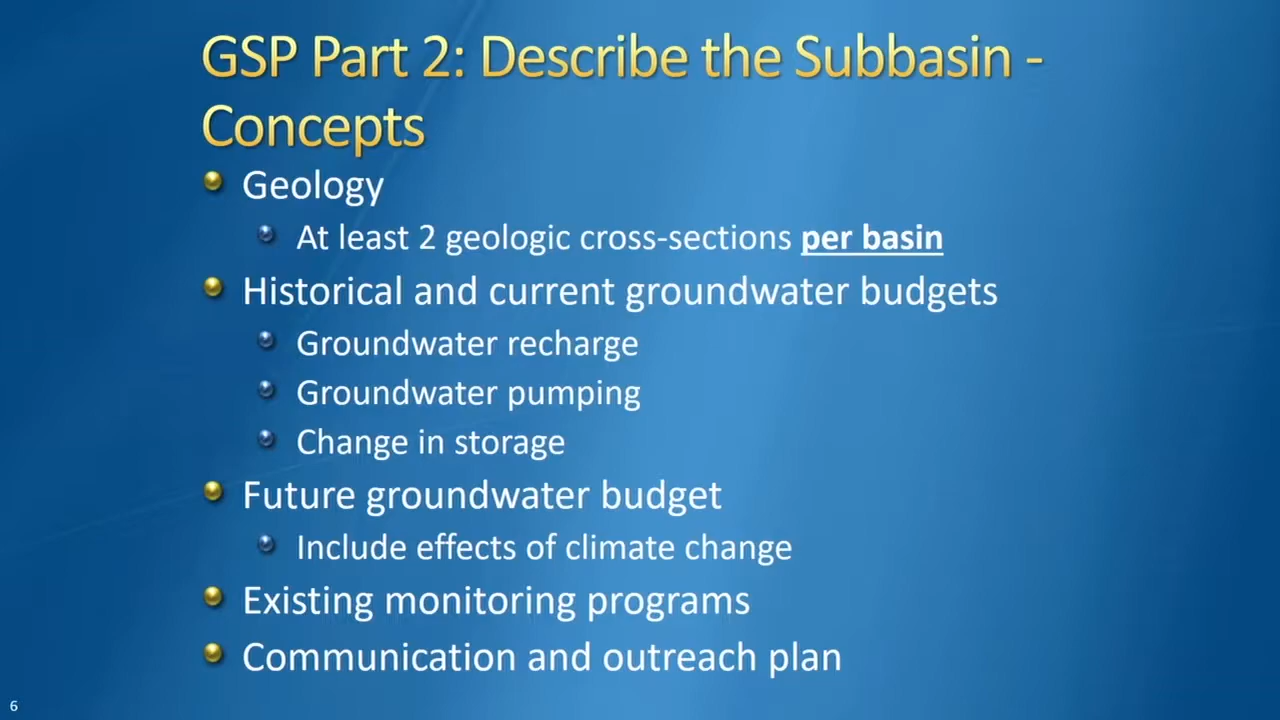 GSP Part 2: Describe the Subbasin -
Concepts
Geology
At least 2 geologic cross-sections per basin
Historical and current groundwater budgets
Groundwater recharge
Groundwater pumping
Change in storage
Future groundwater budget
Include effects of climate change
Existing monitoring programs
Communication and outreach plan
6